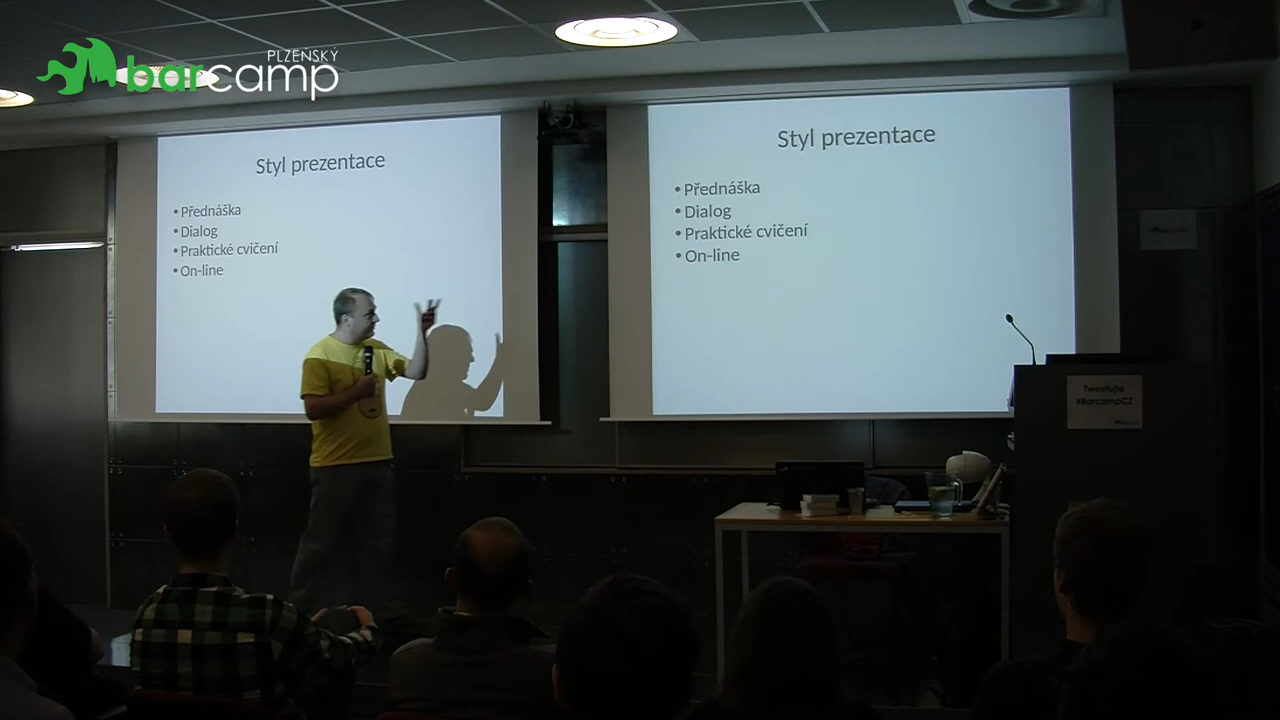 PLZEŇSKÝ
barcamp
Styl prezentace
• Přednáška
• Dialog
• Praktické cvičení
• On-line
Styl prezentace
• Přednáška
• Dialog
• Praktické cvičení
• On-line
Tweetujte
#BarcampCZ